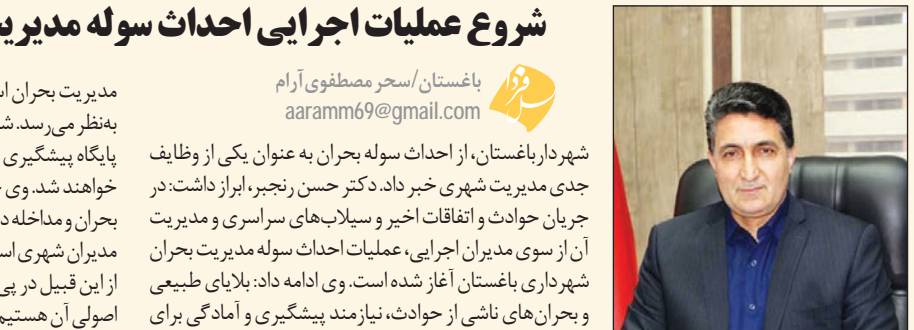 شروع عملیات اجرایی احداث سوله مدیریت
باغستان/سحر مصطفوی آرام
aaramm69@gmail.com
شهردار باغستان، از احداث سوله بحران به عنوان یکی از وظایف
جدی مدیریت شهری خبر داد. دکتر حسن رنجبر، ابراز داشت: در
جریان حوادث و اتفاقات اخیر و سیلاب‌های سراسری و مدیریت
آن از سوی مدیران اجرایی، عملیات احداث سوله مدیریت بحران
شهرداری باغستان آغاز شده است. وی ادامه داد: بلایای طبیعی
و بحران‌های ناشی از حوادث، نیازمند پیشگیری و آمادگی برای
مدیریت بحران
به‌نظر می‌رسد.
پایگاه پیشگیری
خواهند شد. وی
بحران و مداخله
مدیران شهری
از این قبیل در پی
اصولی آن هستیم